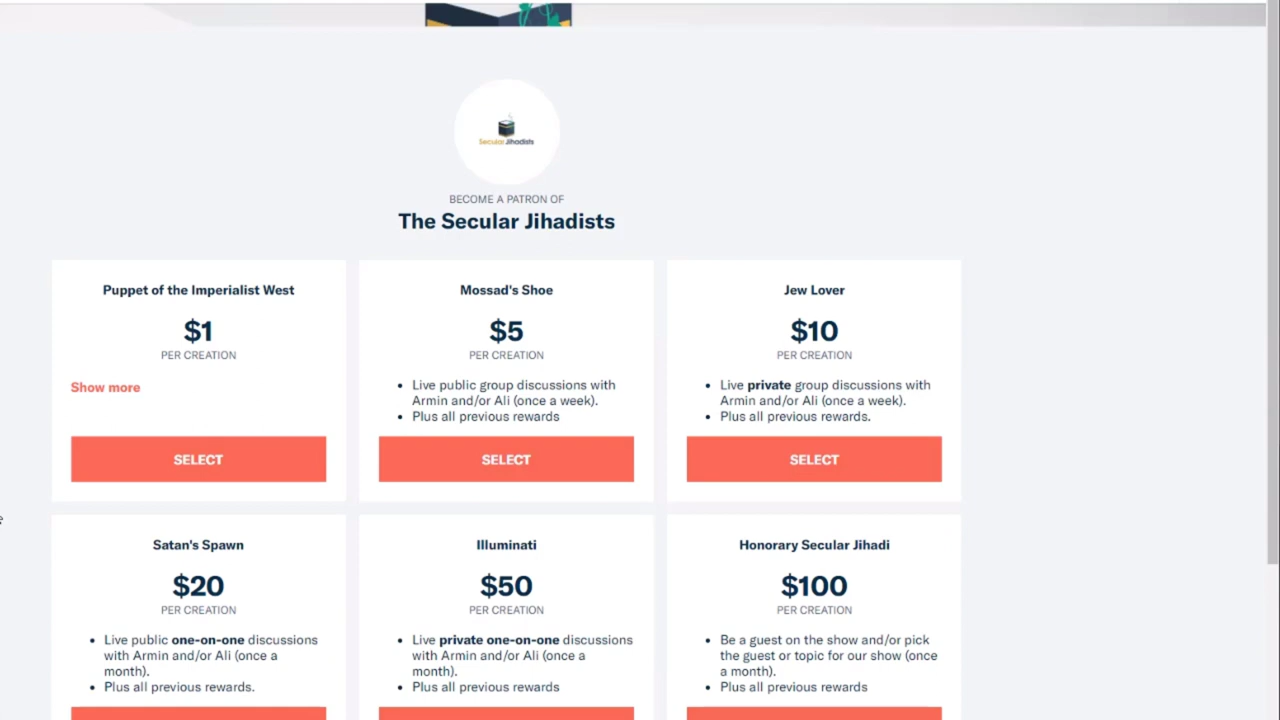 Secular Jihadists
BECOME A PATRON OF
The Secular Jihadists
Puppet of the Imperialist West
$1
PER CREATION
Show more
SELECT
Mossad's Shoe
$5
PER CREATION
• Live public group discussions with
Armin and/or Ali (once a week).
• Plus all previous rewards
SELECT
Jew Lover
$10
PER CREATION
• Live private group discussions with
Armin and/or Ali (once a week).
• Plus all previous rewards.
SELECT
Satan's Spawn
$20
PER CREATION
• Live public one-on-one discussions
with Armin and/or Ali (once a
month).
• Plus all previous rewards.
Illuminati
$50
PER CREATION
• Live private one-on-one discussions
with Armin and/or Ali (once a
month).
• Plus all previous rewards
Honorary Secular Jihadi
$100
PER CREATION
• Be a guest on the show and/or pick
the guest or topic for our show (once
a month).
• Plus all previous rewards